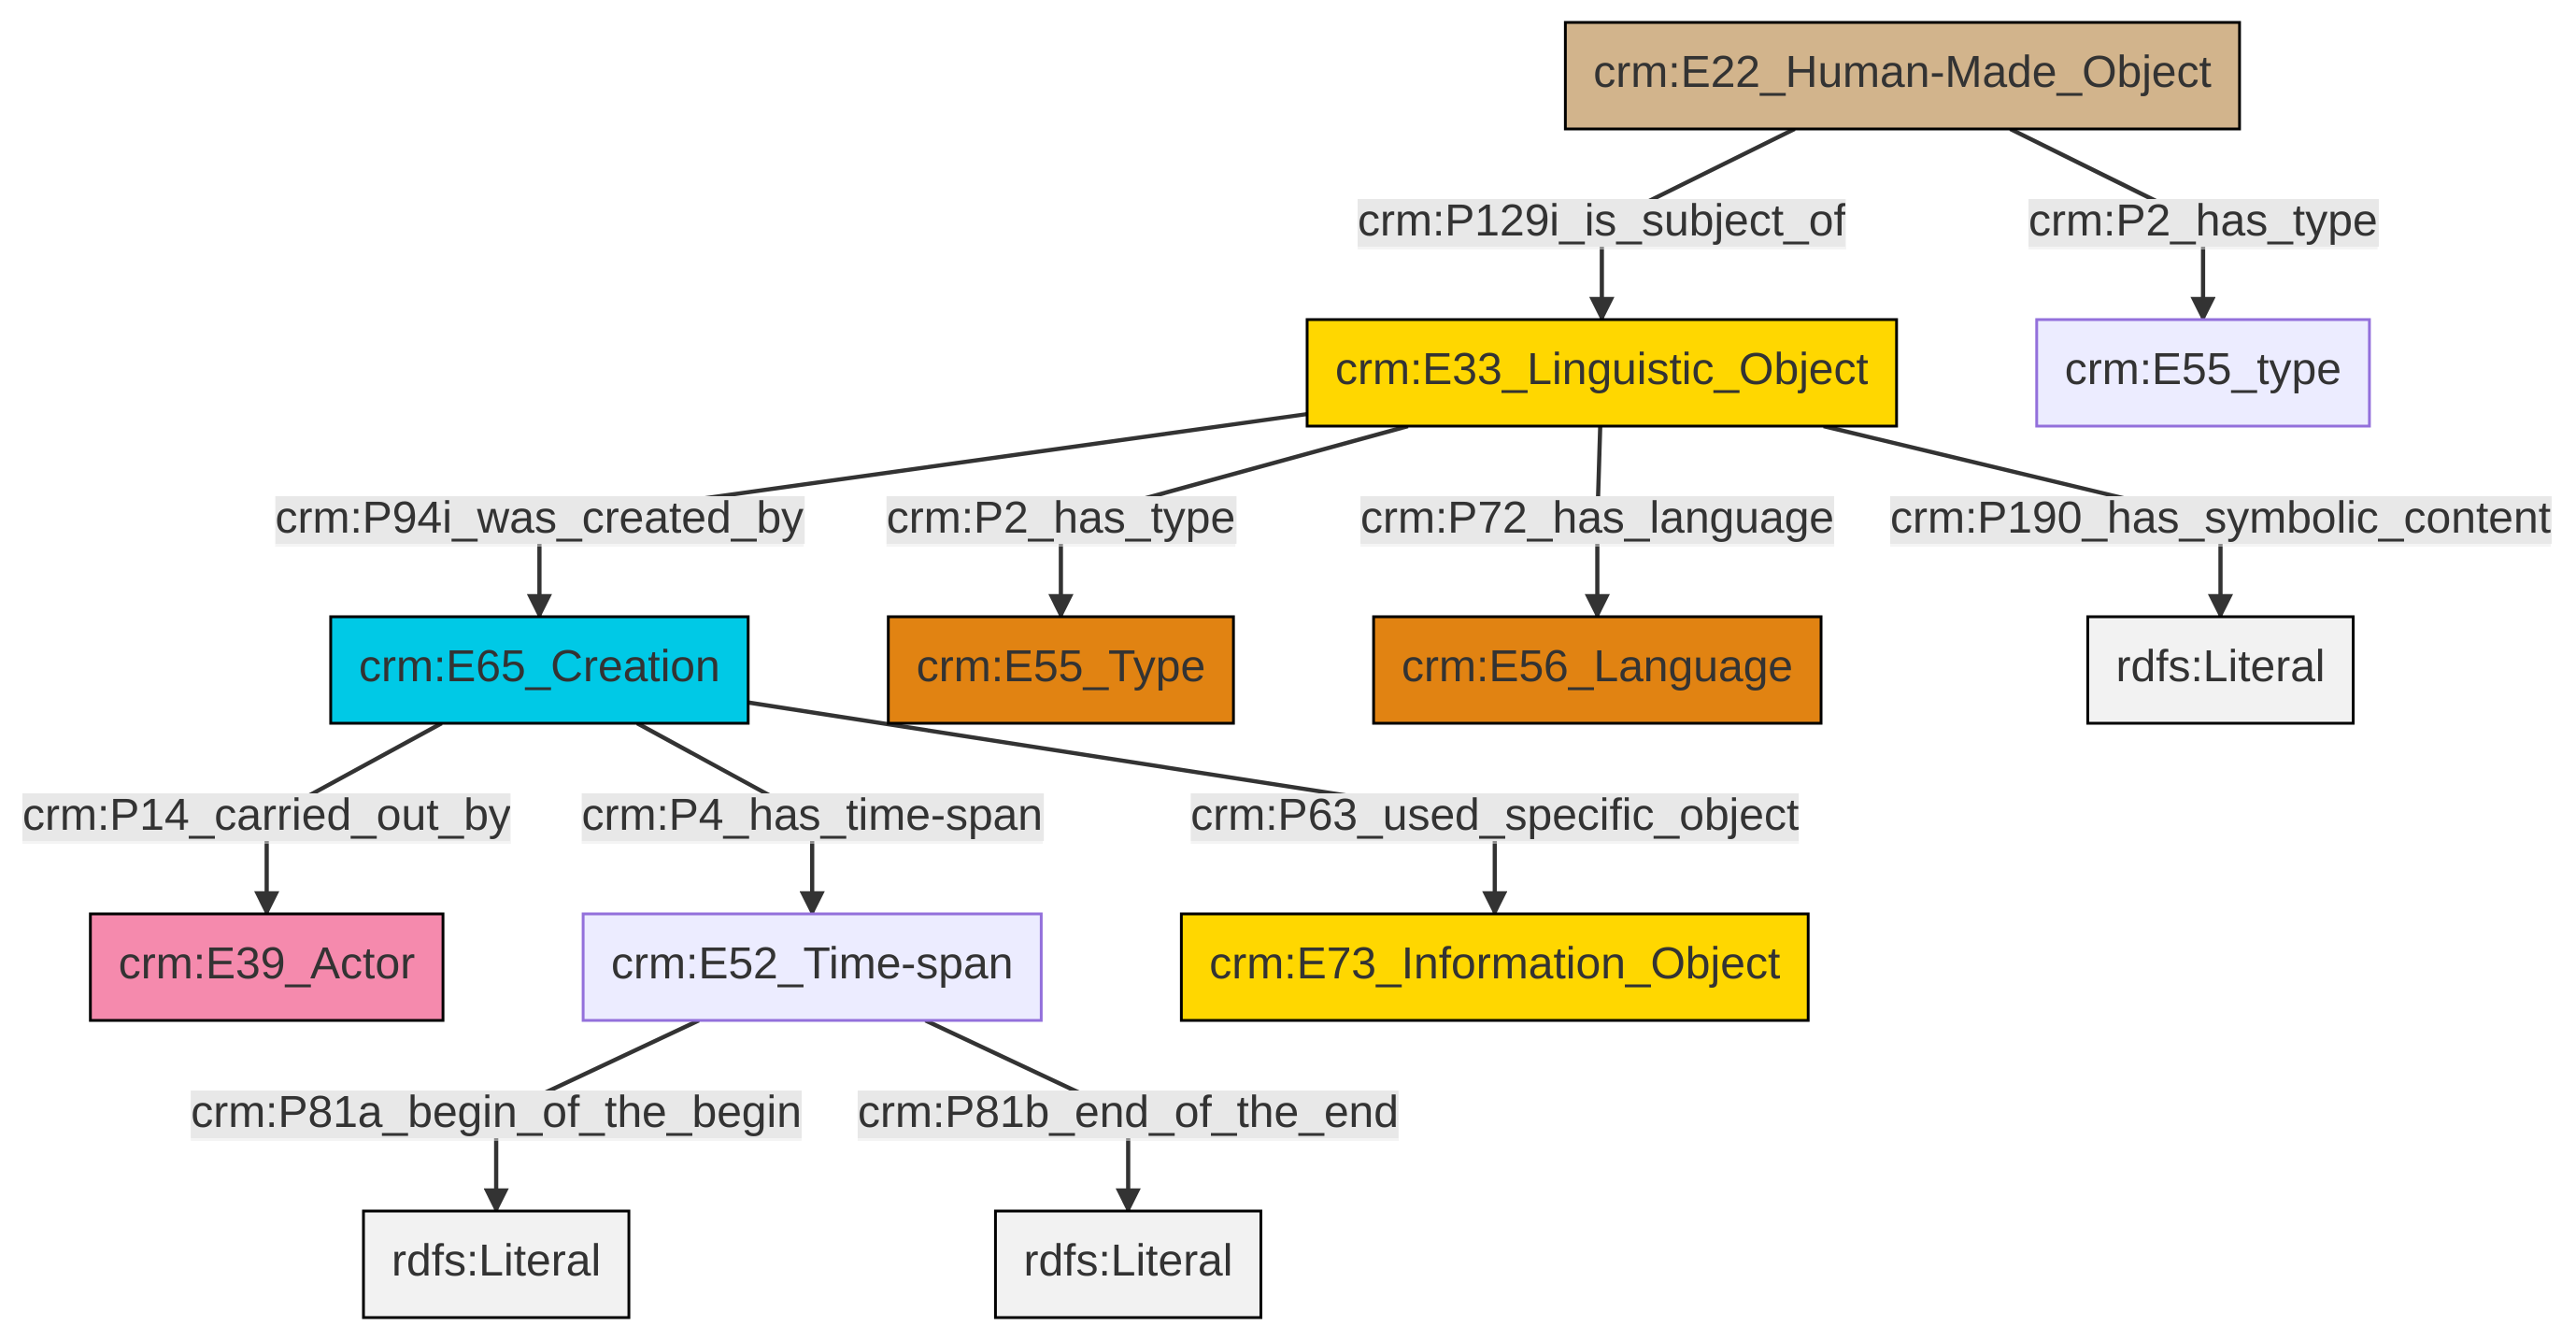 crm:E22_Human-Made_Object
crm:P129i_is_subject_of
crm:P2_has_type
crm:E33_Linguistic_Object
crm:E55_type
crm:P94i_was_created_by
crm:P2_has_type
crm:P72_has_language
crm:P190_has_symbolic_content
crm:E65_Creation
crm:E55_Type
crm:E56_Language
rdfs:Literal
crm:P14_carried_out_by
crm:P4_has_time-span
crm:P63_used_specific_object
crm:E39_Actor
crm:E52_Time-span
crm:E73_Information_Object
crm:P81a_begin_of_the_begin
crm:P81b_end_of_the_end
rdfs:Literal
rdfs:Literal